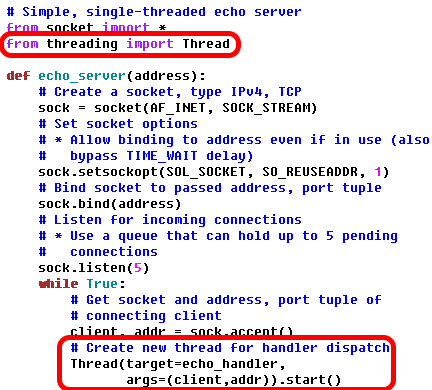 # Simple, single-threaded echo server
from socket import *
from threading import Thread
def echo_server(address):
# Create a socket, type IPv4, TCP
sock = socket(AF_INET, SOCK_STREAM)
# Set socket options
# * Allow binding to address even if in use (also
#   bypass TIME_WAIT delay)
sock.setsockopt(SOL_SOCKET, SO_REUSEADDR, 1)
# Bind socket to passed address, port tuple
sock.bind(address)
# Listen for incoming connections
# * Use a queue that can hold up to 5 pending
#   connections
sock.listen(5)
while True:
# Get socket and address, port tuple of
# connecting client
client, addr = sock.accept()
# Create new thread for handler dispatch
Thread(target=echo_handler,
args=(client,addr)).start()